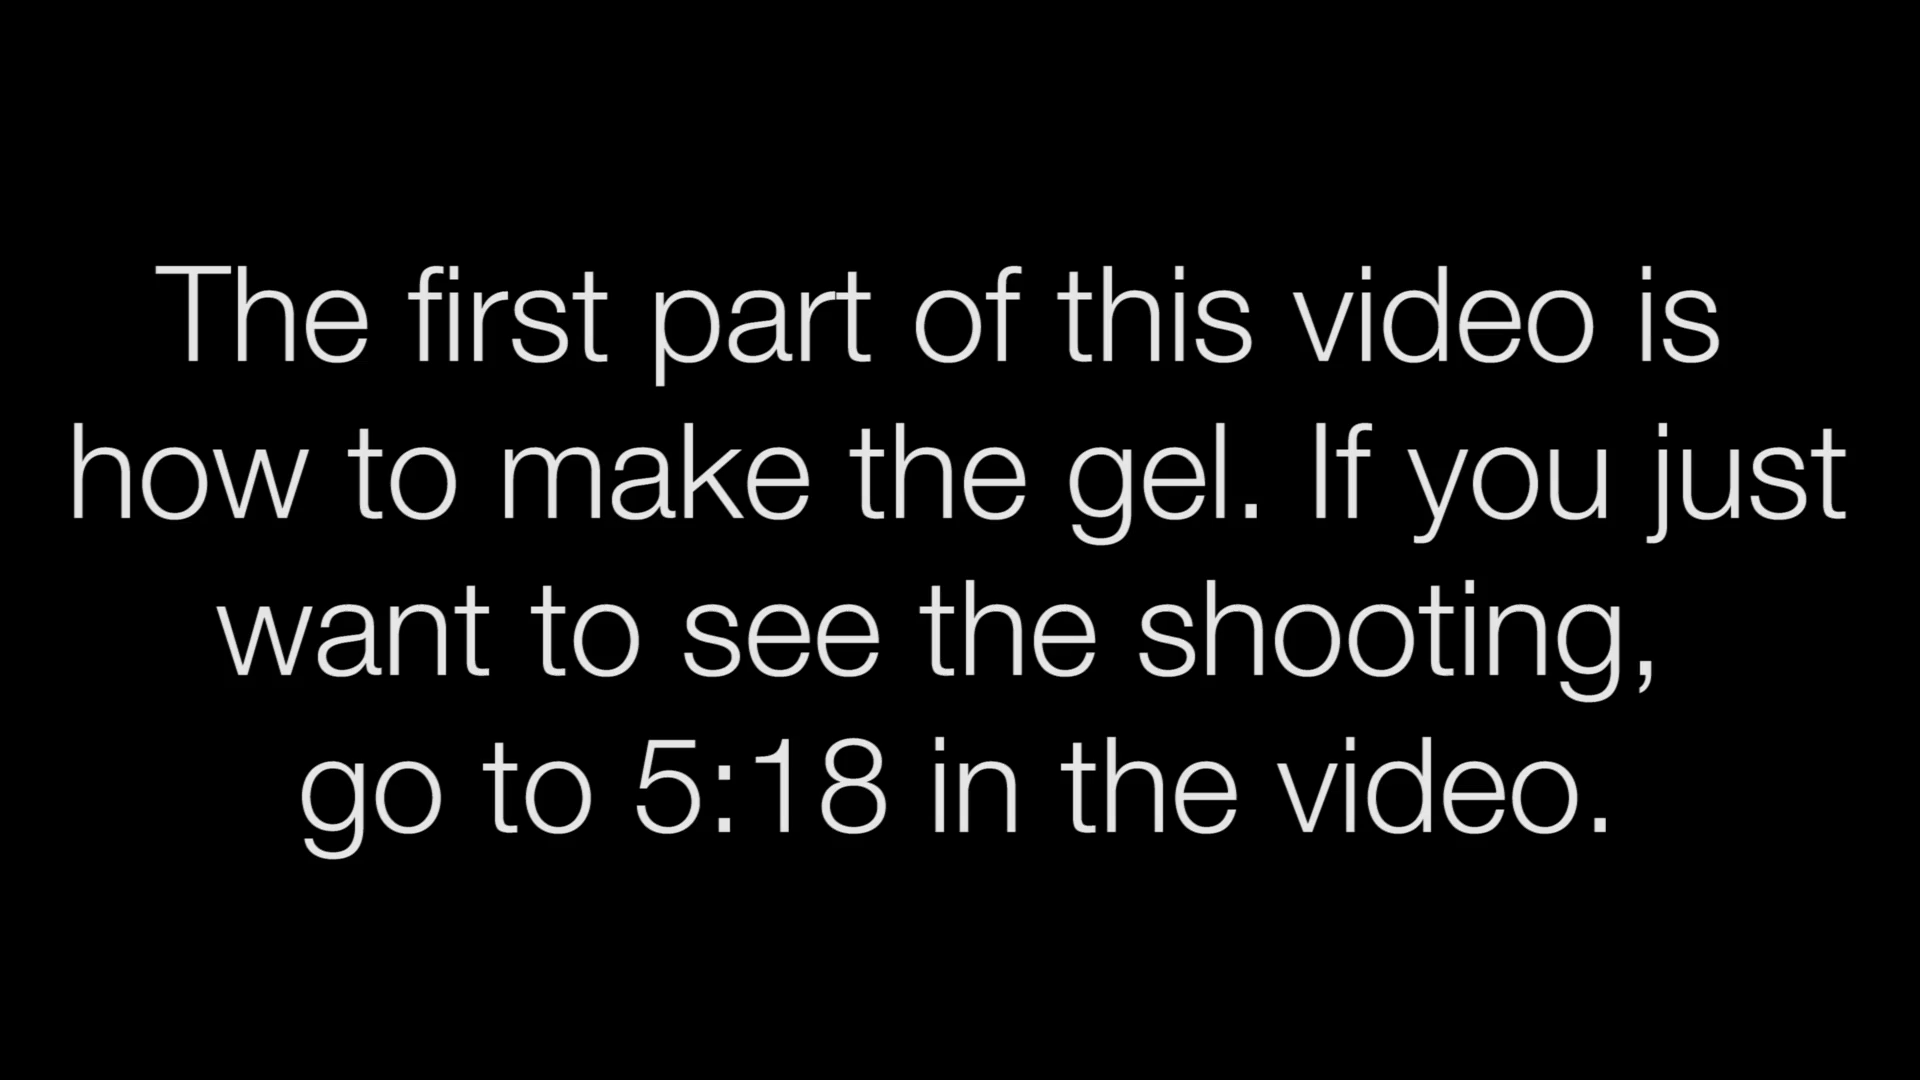 The first part of this video is
how to make the gel. If you just
want to see the shooting,
go to 5:18 in the video.